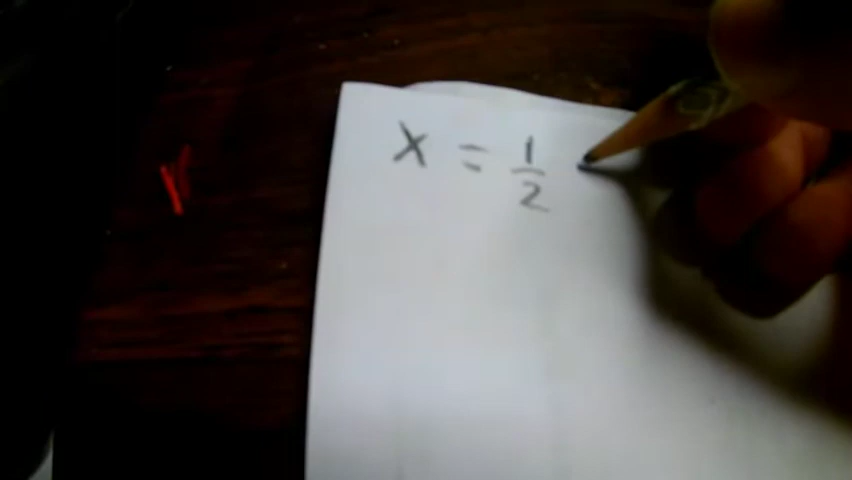 x = 1/2